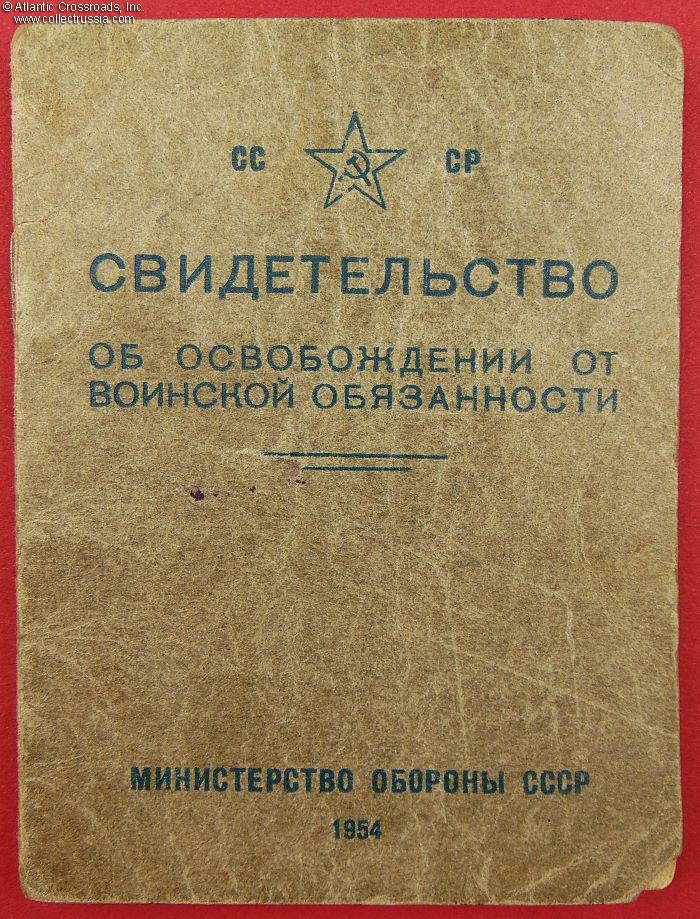 © Atlantic Crossroads, Inc.
www.collectrussia.com
СС СР
СВИДЕТЕЛЬСТВО
ОБ ОСВОБОЖДЕНИИ ОТ
ВОИНСКОЙ ОБЯЗАННОСТИ
МИНИСТЕРСТВО ОБОРОНЫ СССР
1954